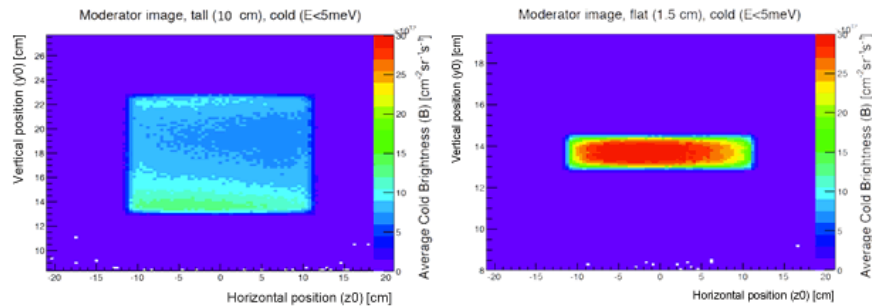 Moderator image, tall (10 cm), cold (E<5meV)
Vertical position (y0) [cm]
26
24
22
20
18
16
14
12
10
-20 -15 -10 -5 0 5 10 15 20
Horizontal position (z0) [cm]
30
25
20
15
10
5
0
Average Cold Brightness (B) [cm⁻²sr⁻¹s⁻¹]
Moderator image, flat (1.5 cm), cold (E<5meV)
Vertical position (y0) [cm]
18
16
14
12
10
8
-20 -15 -10 -5 0 5 10 15 20
Horizontal position (z0) [cm]
30
25
20
15
10
5
0
Average Cold Brightness (B) [cm⁻²sr⁻¹s⁻¹]